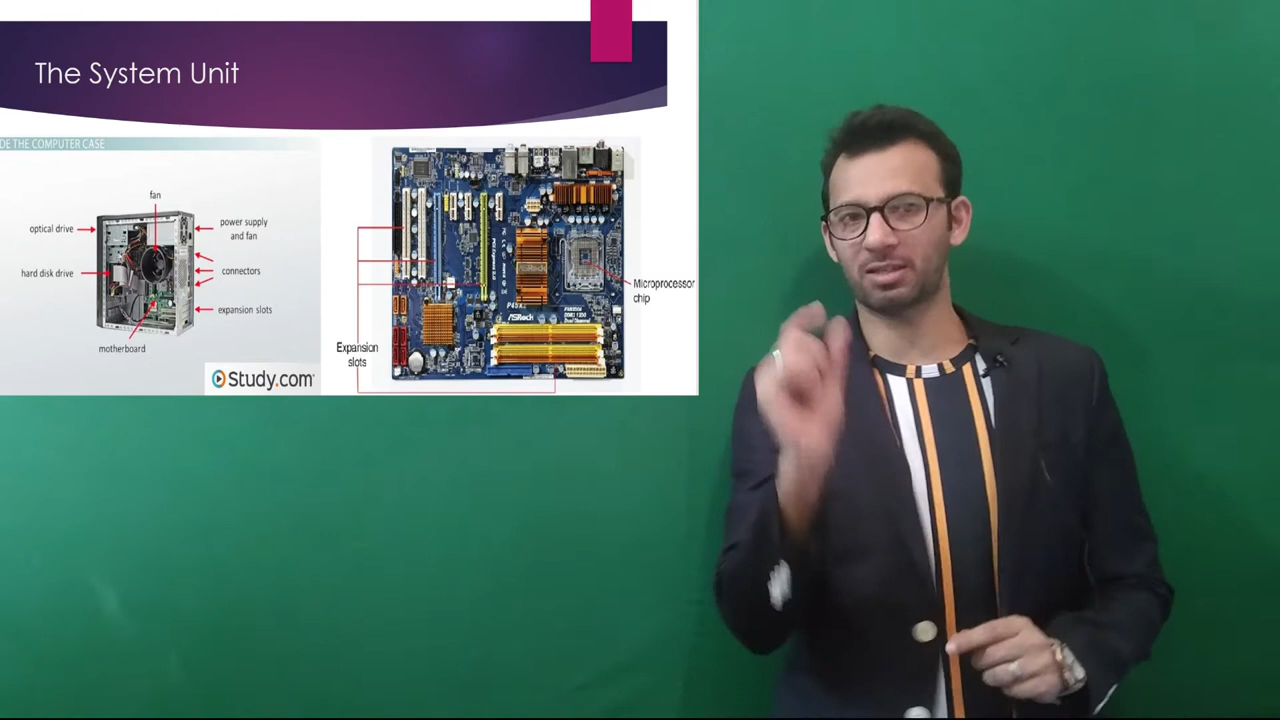 The System Unit
DE THE COMPUTER CASE
fan
optical drive
power supply
and fan
hard disk drive
connectors
expansion slots
motherboard
Study.com
Expansion
slots
Microprocessor
chip
ASRock